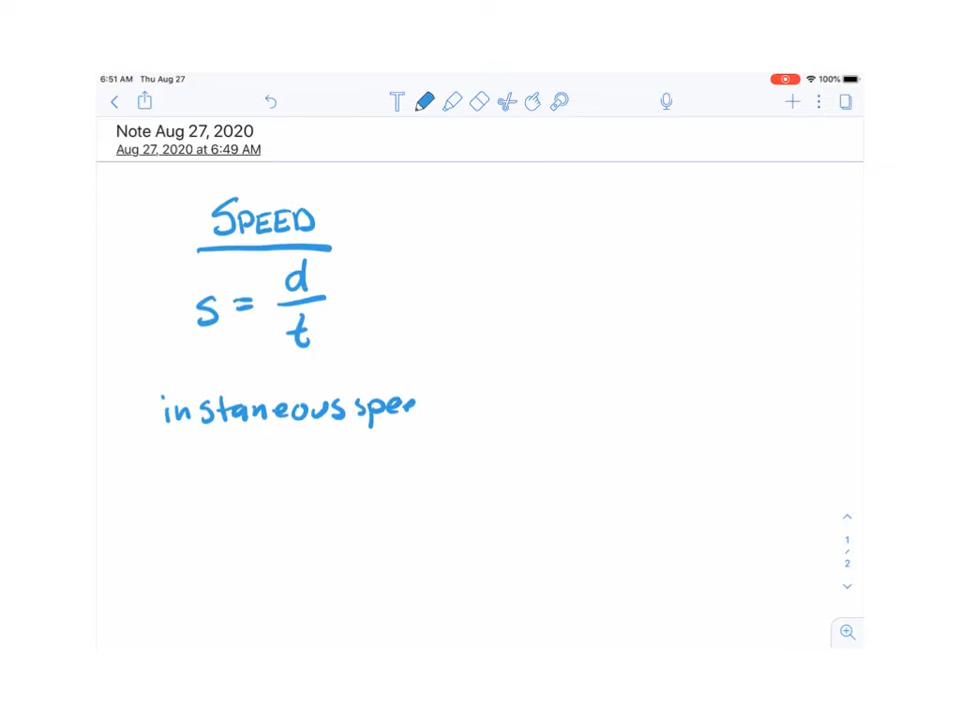 6:51 AM Thu Aug 27
100%
T
Note Aug 27, 2020
Aug 27, 2020 at 6:49 AM
SPEED
s = d/t
instaneous spee
1
/
2